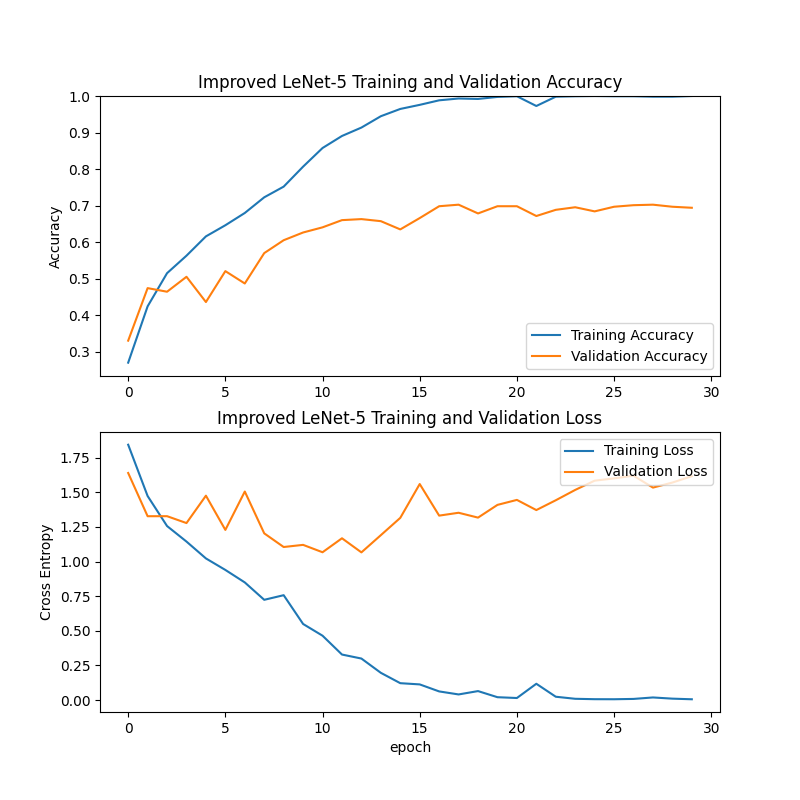 Improved LeNet-5 Training and Validation Accuracy
1.0
0.9
0.8
0.7
0.6
0.5
0.4
0.3
Accuracy
Training Accuracy
Validation Accuracy
0 5 10 15 20 25 30
Improved LeNet-5 Training and Validation Loss
1.75
1.50
1.25
1.00
0.75
0.50
0.25
0.00
Cross Entropy
Training Loss
Validation Loss
0 5 10 15 20 25 30
epoch